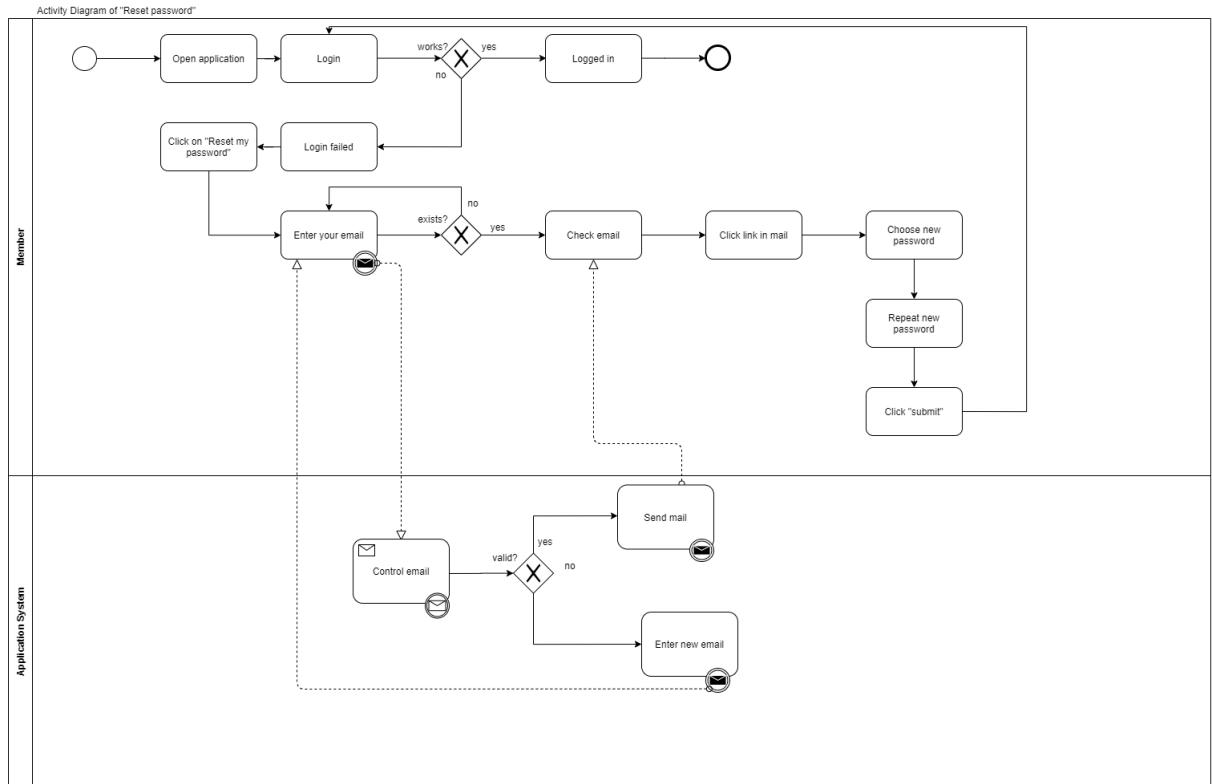 Activity Diagram of "Reset password"
Member
Open application
Login
works?
yes
no
Logged in
Click on "Reset my
password"
Login failed
Enter your email
exists?
no
yes
Check email
Click link in mail
Choose new
password
Repeat new
password
Click "submit"
Application System
Control email
valid?
yes
no
Send mail
Enter new email